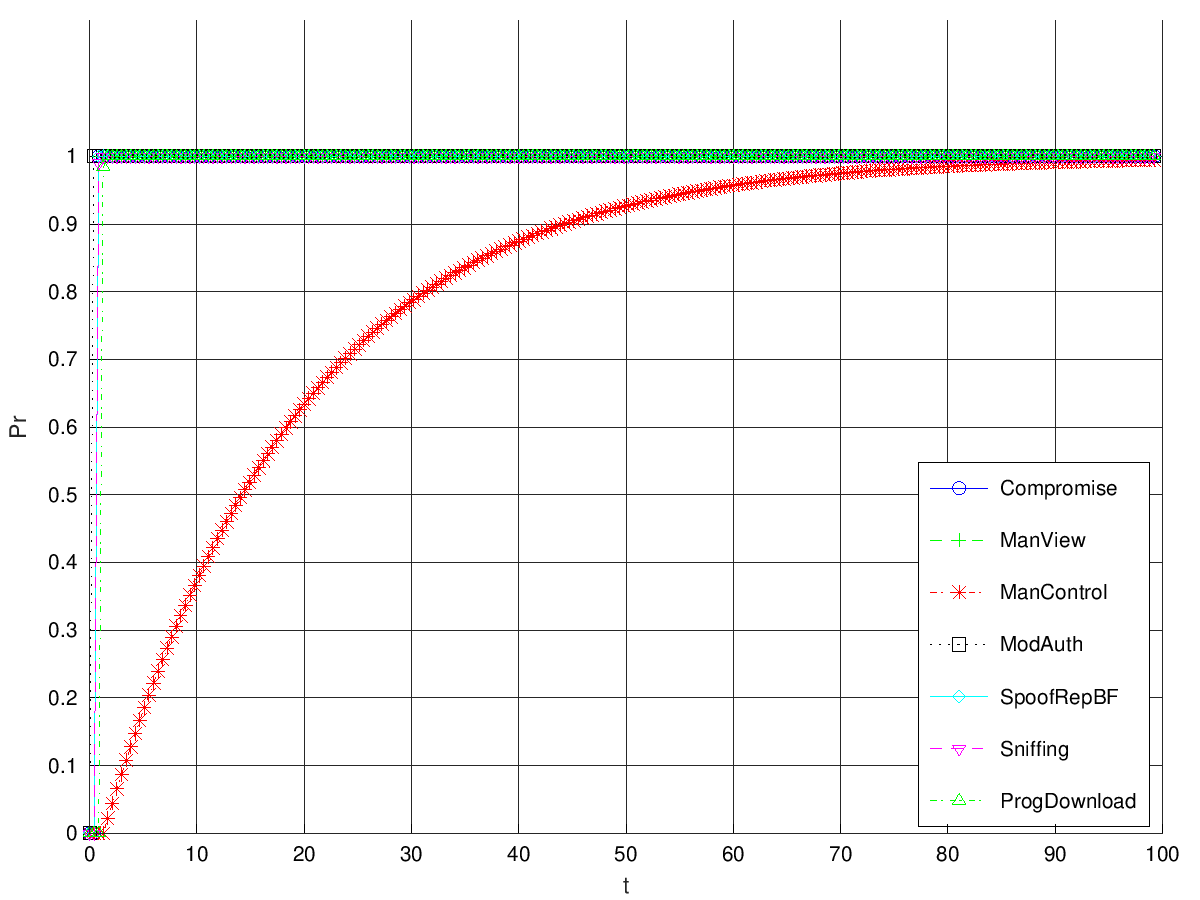 Pr
1
0.9
0.8
0.7
0.6
0.5
0.4
0.3
0.2
0.1
0
0 10 20 30 40 50 60 70 80 90 100
t
Compromise
ManView
ManControl
ModAuth
SpoofRepBF
Sniffing
ProgDownload